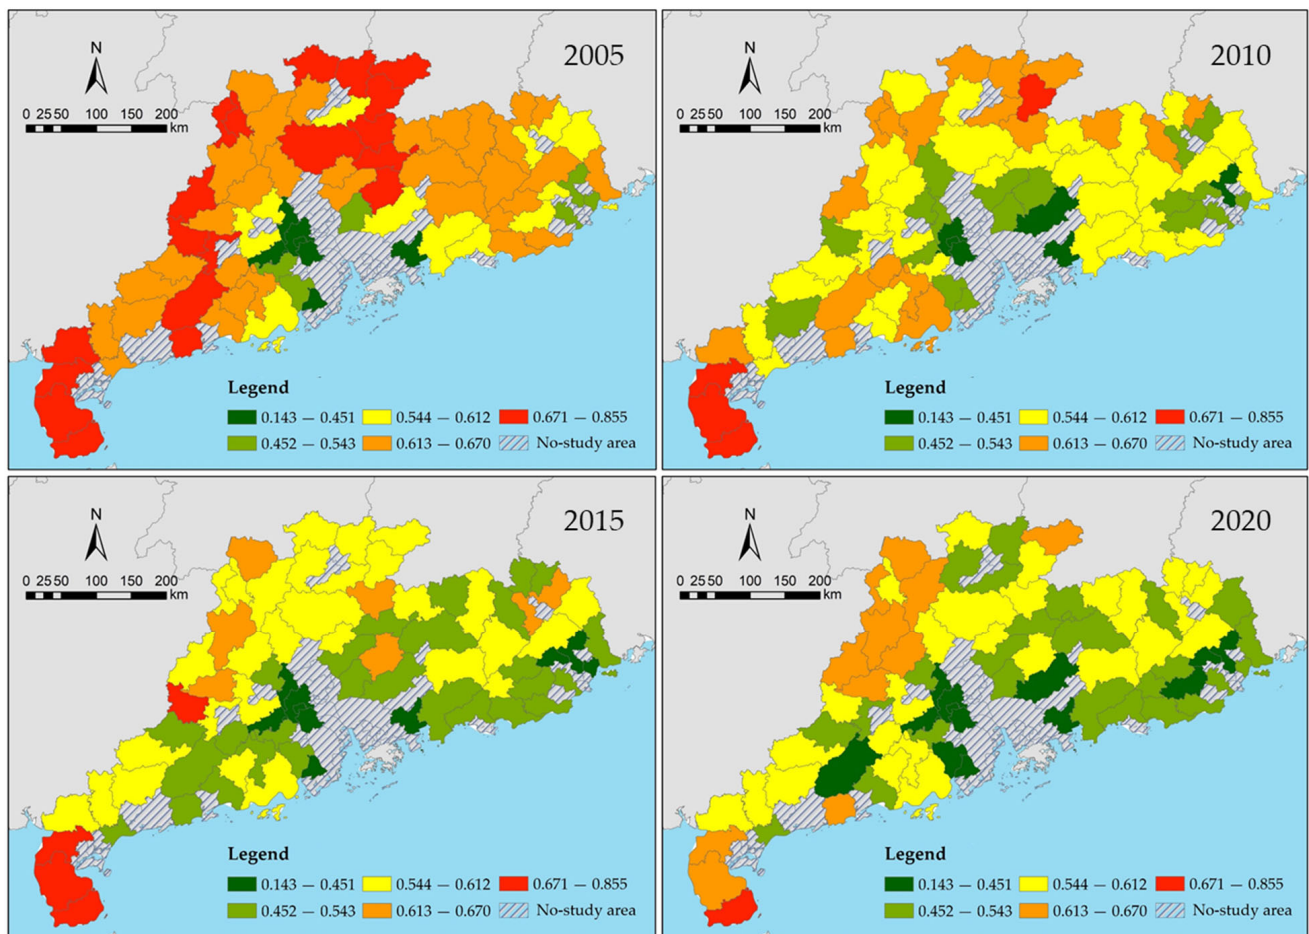 N
2005
0 25 50 100 150 200
km
Legend
0.143 — 0.451 0.544 — 0.612 0.671 — 0.855
0.452 — 0.543 0.613 — 0.670 No-study area
N
2010
0 25 50 100 150 200
km
Legend
0.143 — 0.451 0.544 — 0.612 0.671 — 0.855
0.452 — 0.543 0.613 — 0.670 No-study area
N
2015
0 25 50 100 150 200
km
Legend
0.143 — 0.451 0.544 — 0.612 0.671 — 0.855
0.452 — 0.543 0.613 — 0.670 No-study area
N
2020
0 25 50 100 150 200
km
Legend
0.143 — 0.451 0.544 — 0.612 0.671 — 0.855
0.452 — 0.543 0.613 — 0.670 No-study area